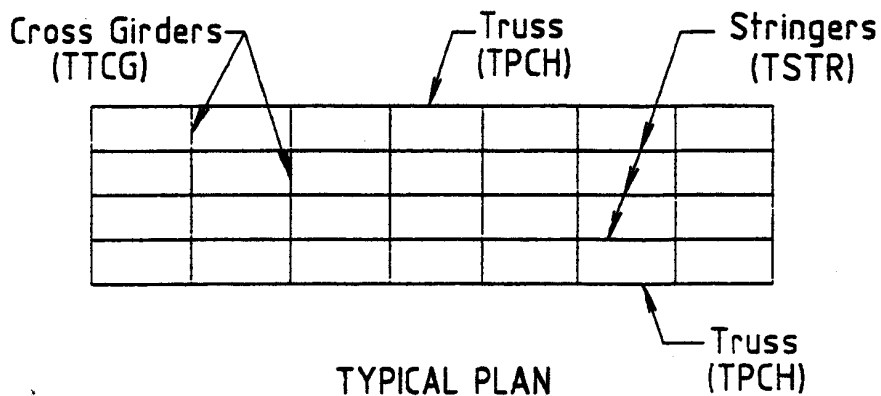 Cross Girders
(TTCG)
Truss
(TPCH)
Stringers
(TSTR)
Truss
(TPCH)
TYPICAL PLAN